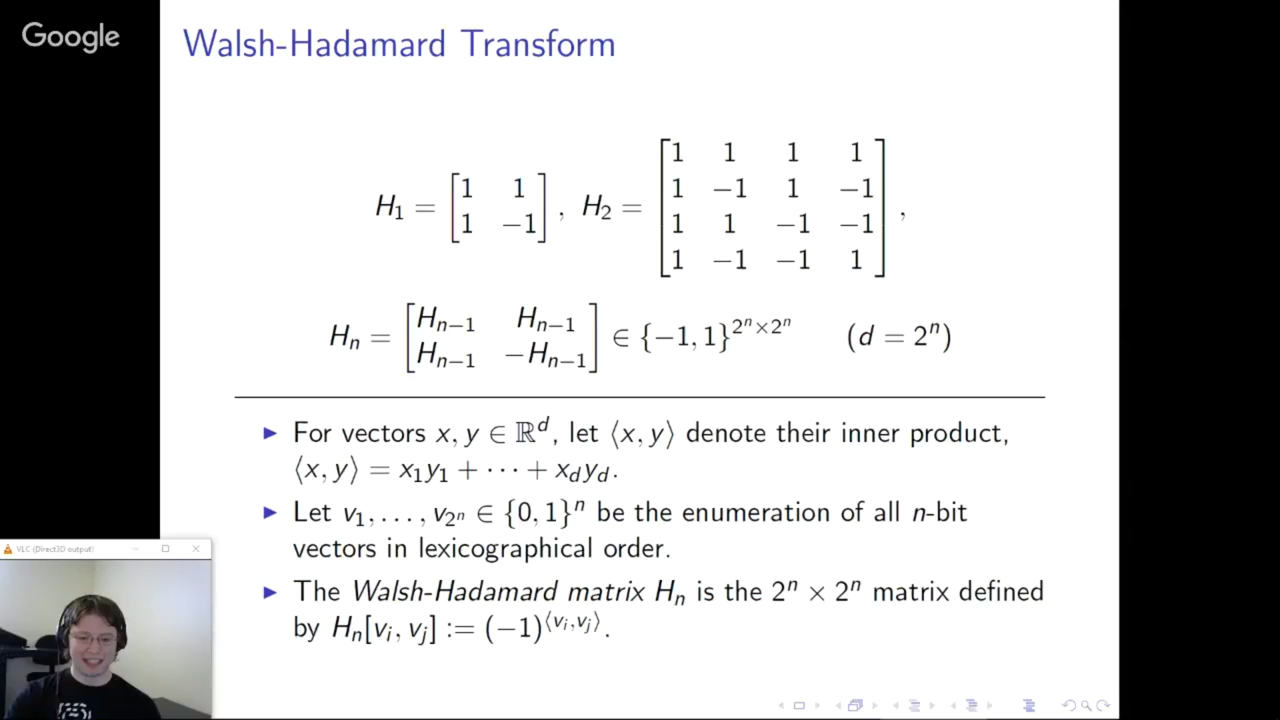 Google
Walsh-Hadamard Transform
H₁ = [1 1; 1 −1], H₂ = [1 1 1 1; 1 −1 1 −1; 1 1 −1 −1; 1 −1 −1 1],
Hₙ = [Hₙ₋₁ Hₙ₋₁; Hₙ₋₁ −Hₙ₋₁] ∈ {−1, 1}^{2ⁿ×2ⁿ} (d = 2ⁿ)
▶ For vectors x, y ∈ ℝᵈ, let ⟨x, y⟩ denote their inner product,
⟨x, y⟩ = x₁y₁ + ⋯ + x_d y_d.
▶ Let v₁, …, v_{2ⁿ} ∈ {0, 1}ⁿ be the enumeration of all n-bit
vectors in lexicographical order.
▶ The Walsh-Hadamard matrix Hₙ is the 2ⁿ × 2ⁿ matrix defined
by Hₙ[vᵢ, vⱼ] := (−1)^{⟨vᵢ,vⱼ⟩}.
VLC (Direct3D output)